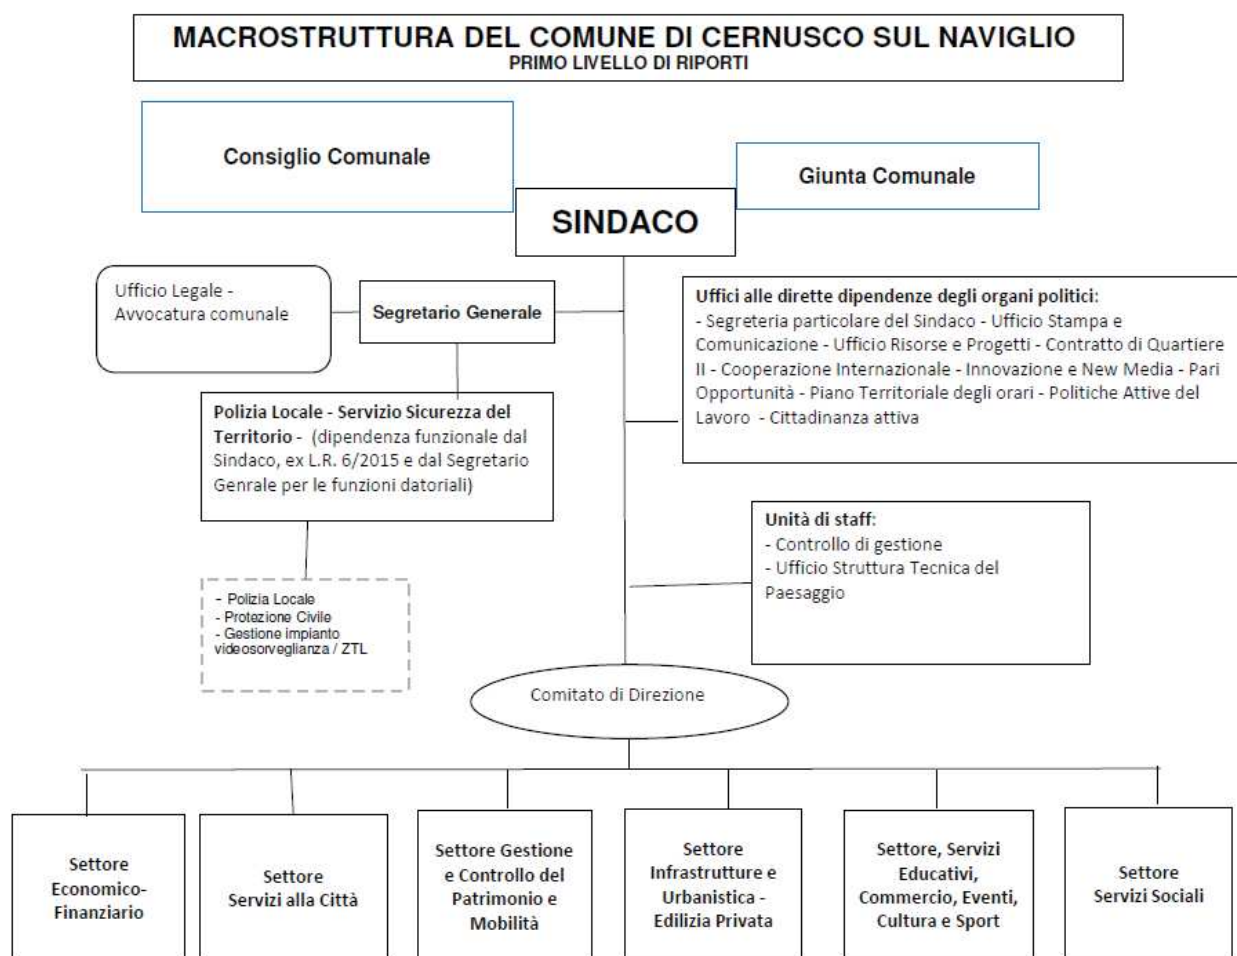 MACROSTRUTTURA DEL COMUNE DI CERNUSCO SUL NAVIGLIO
PRIMO LIVELLO DI RIPORTI
Consiglio Comunale
Giunta Comunale
SINDACO
Ufficio Legale -
Avvocatura comunale
Segretario Generale
Uffici alle dirette dipendenze degli organi politici:
- Segreteria particolare del Sindaco - Ufficio Stampa e
Comunicazione - Ufficio Risorse e Progetti - Contratto di Quartiere
II - Cooperazione Internazionale - Innovazione e New Media - Pari
Opportunità - Piano Territoriale degli orari - Politiche Attive del
Lavoro - Cittadinanza attiva
Polizia Locale - Servizio Sicurezza del
Territorio - (dipendenza funzionale dal
Sindaco, ex L.R. 6/2015 e dal Segretario
Genrale per le funzioni datoriali)
Unità di staff:
- Controllo di gestione
- Ufficio Struttura Tecnica del
Paesaggio
- Polizia Locale
- Protezione Civile
- Gestione impianto
videosorveglianza / ZTL
Comitato di Direzione
Settore
Economico-
Finanziario
Settore
Servizi alla Città
Settore Gestione
e Controllo del
Patrimonio e
Mobilità
Settore
Infrastrutture e
Urbanistica -
Edilizia Privata
Settore, Servizi
Educativi,
Commercio, Eventi,
Cultura e Sport
Settore
Servizi Sociali